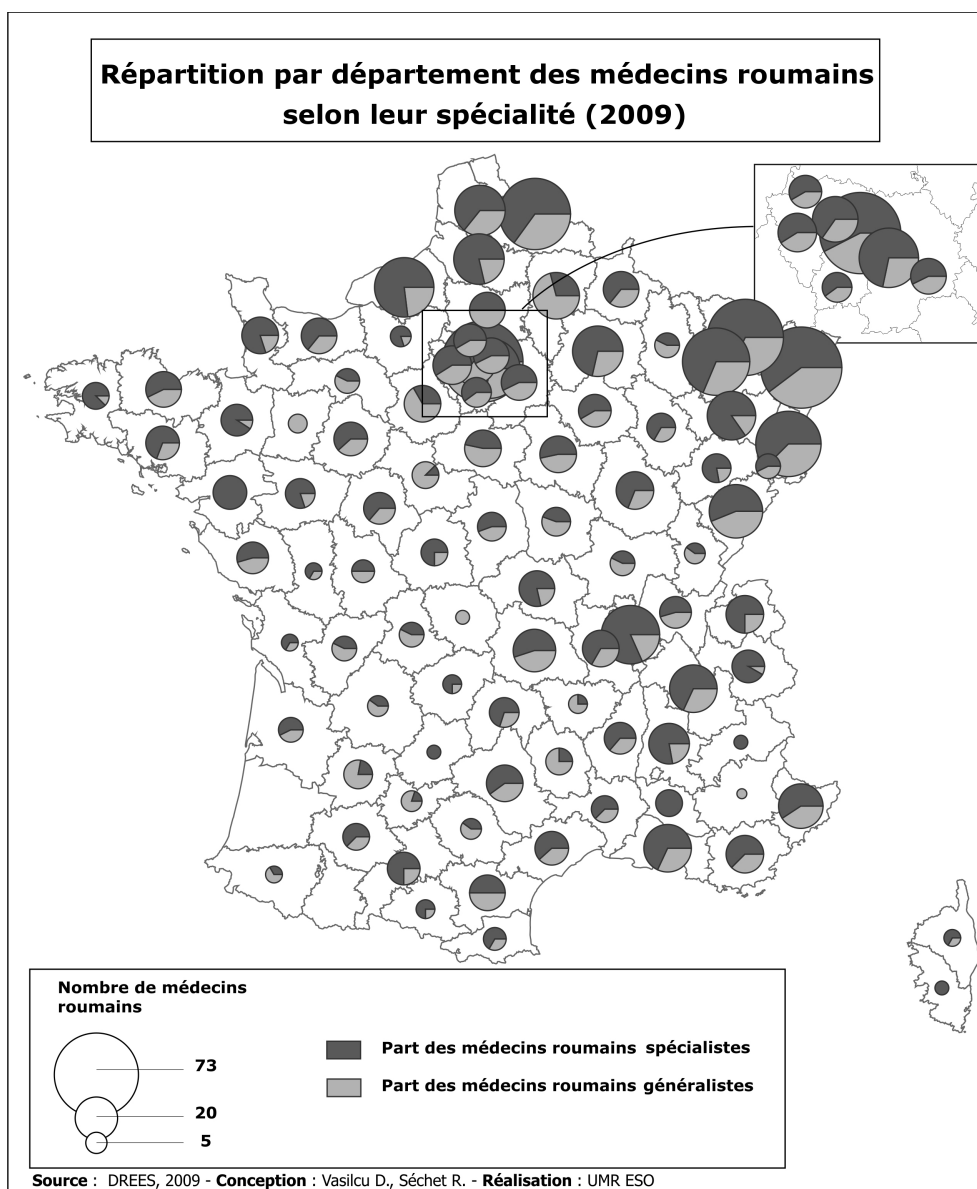 Répartition par département des médecins roumains
selon leur spécialité (2009)
Nombre de médecins
roumains
73
20
5
Part des médecins roumains spécialistes
Part des médecins roumains généralistes
Source : DREES, 2009 - Conception : Vasilcu D., Séchet R. - Réalisation : UMR ESO